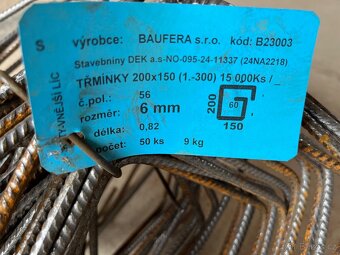 S výrobce: BAUFERA s.r.o. kód: B23003
Stavebniny DEK a.s-NO-095-24-11337 (24NA2218)
TŘMÍNKY 200x150 (1.-300) 15 000Ks /
č.pol.: 56
rozměr: 6 mm
délka: 0,82
počet: 50 ks 9 kg
200
60
150
LÍC